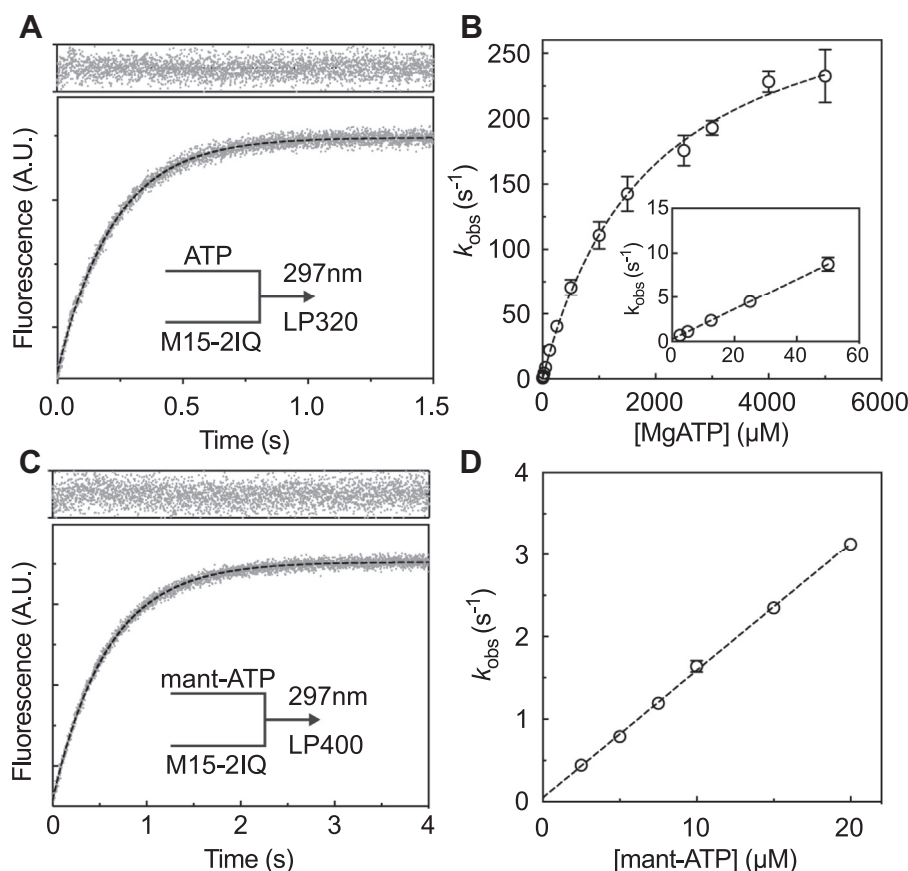 A
Fluorescence (A.U.)
ATP
297nm
LP320
M15-2IQ
0.0 0.5 1.0 1.5
Time (s)
B
250
200
150
100
50
0
k_obs (s⁻¹)
15
10
5
0
k_obs (s⁻¹)
0 20 40 60
0 2000 4000 6000
[MgATP] (µM)
C
Fluorescence (A.U.)
mant-ATP
297nm
LP400
M15-2IQ
0 1 2 3 4
Time (s)
D
4
3
2
1
0
k_obs (s⁻¹)
0 10 20
[mant-ATP] (µM)